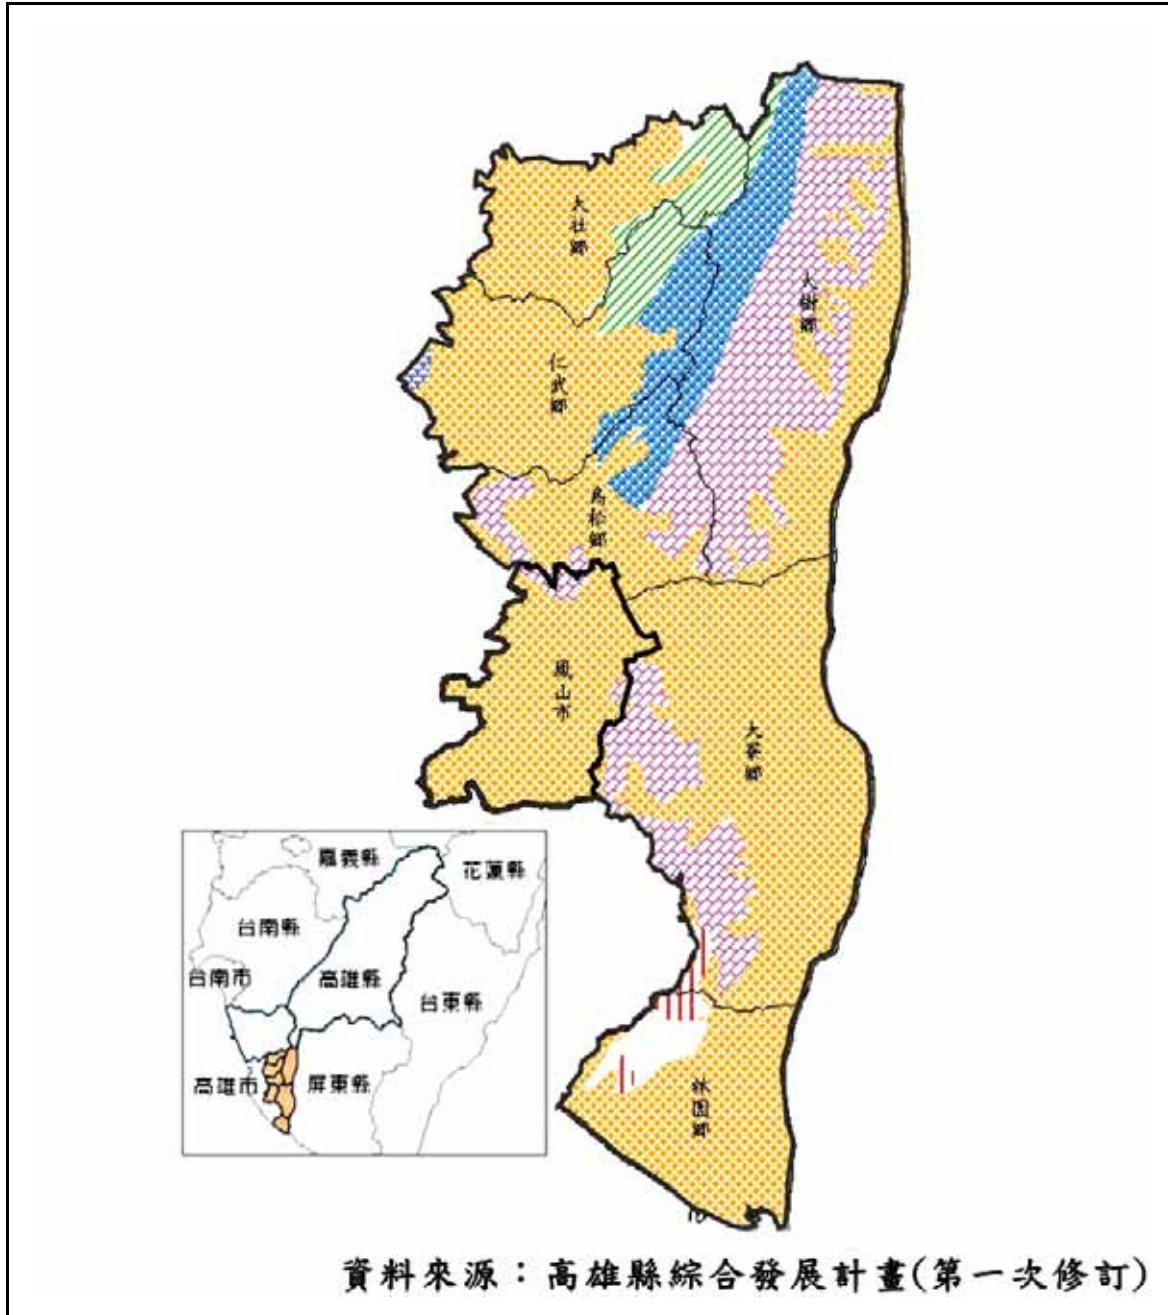 大社鄉
大樹鄉
仁武鄉
鳥松鄉
鳳山市
大寮鄉
嘉義縣
花蓮縣
台南縣
台南市
高雄縣
台東縣
高雄市
屏東縣
林園鄉
資料來源：高雄縣綜合發展計畫(第一次修訂)